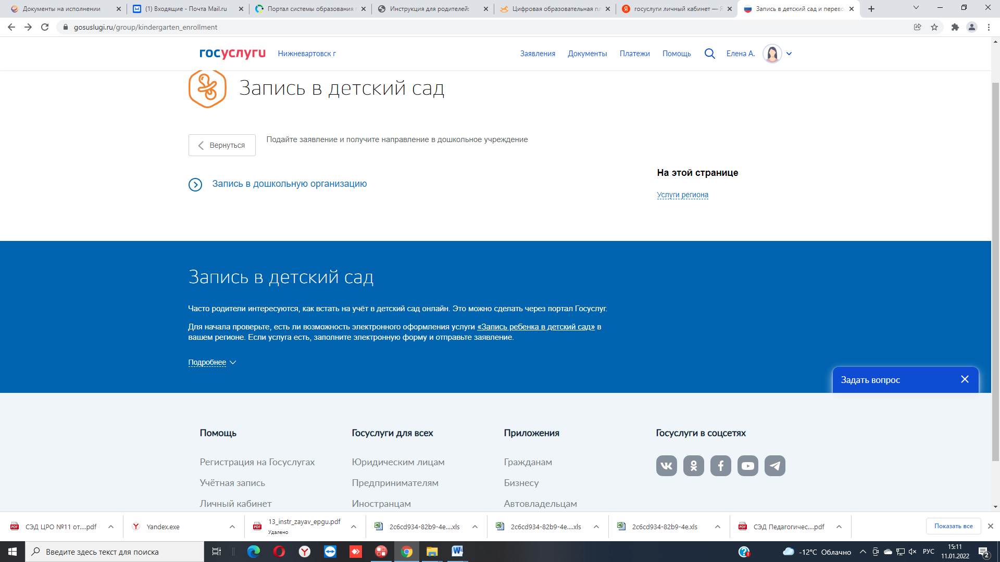 Документы на исполнении
(1) Входящие - Почта Mail.ru
Портал системы образования
Инструкция для родителей:
Цифровая образовательная пл
госуслуги личный кабинет — Я
Запись в детский сад и перево
gosuslugi.ru/group/kindergarten_enrollment
госуслуги
Нижневартовск г
Заявления
Документы
Платежи
Помощь
Елена А.
Запись в детский сад
Вернуться
Подайте заявление и получите направление в дошкольное учреждение
Запись в дошкольную организацию
На этой странице
Услуги региона
Запись в детский сад
Часто родители интересуются, как встать на учёт в детский сад онлайн. Это можно сделать через портал Госуслуг.
Для начала проверьте, есть ли возможность электронного оформления услуги «Запись ребенка в детский сад» в
вашем регионе. Если услуга есть, заполните электронную форму и отправьте заявление.
Подробнее
Задать вопрос
Помощь
Госуслуги для всех
Приложения
Госуслуги в соцсетях
Регистрация на Госуслугах
Юридическим лицам
Гражданам
Учётная запись
Предпринимателям
Бизнесу
Личный кабинет
Иностранцам
Автовладельцам
СЭД ЦРО №11 от....pdf
Yandex.exe
13_instr_zayav_epgu.pdf
Удалено
2c6cd934-82b9-4e....xls
2c6cd934-82b9-4e....xls
2c6cd934-82b9-4e.xls
СЭД Педагогичес....pdf
Показать все
Введите здесь текст для поиска
-12°C Облачно
РУС
15:11
11.01.2022
2